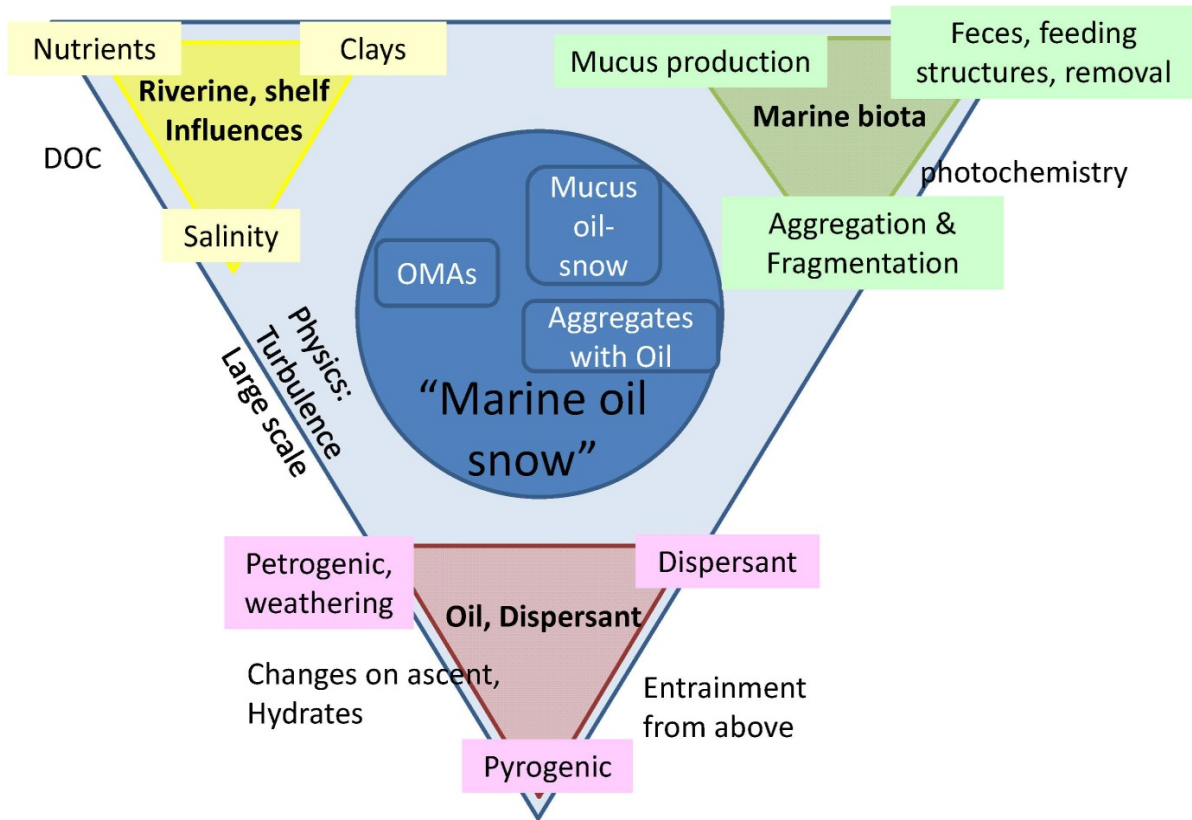 Nutrients
Clays
Riverine, shelf
Influences
DOC
Salinity
Mucus production
Feces, feeding
structures, removal
Marine biota
photochemistry
Aggregation &
Fragmentation
Mucus
oil-
snow
OMAs
Aggregates
with Oil
“Marine oil
snow”
Physics:
Turbulence
Large scale
Petrogenic,
weathering
Dispersant
Oil, Dispersant
Changes on ascent,
Hydrates
Entrainment
from above
Pyrogenic